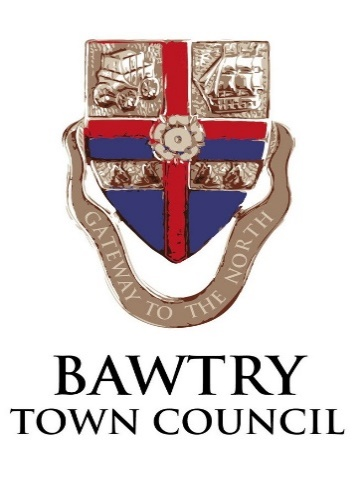 GATEWAY TO THE NORTH
BAWTRY
TOWN COUNCIL